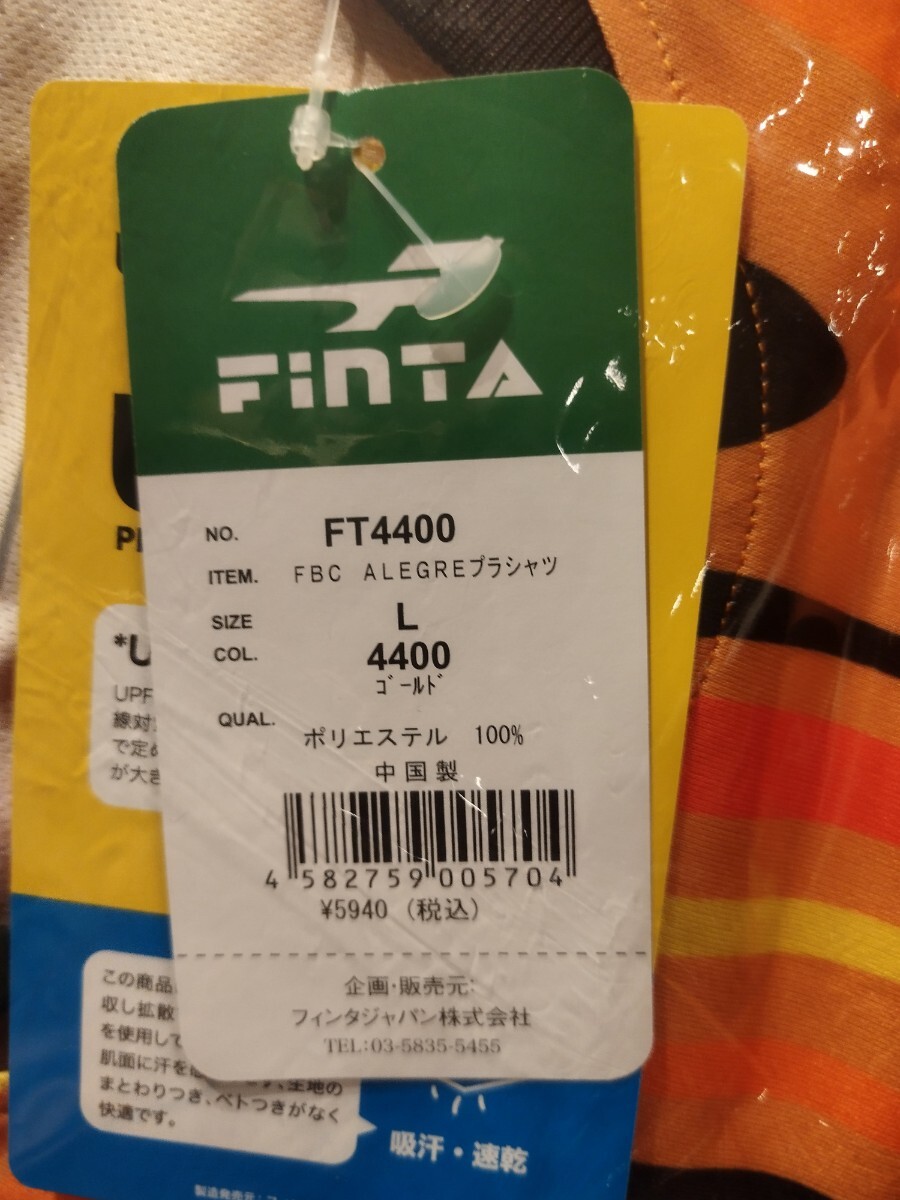 FiNTA
NO. FT4400
ITEM. FBC ALEGREプラシャツ
SIZE L
COL. 4400
ゴールド
QUAL. ポリエステル 100%
中国製
4 582759 005704
¥5940 (税込)
企画・販売元:
フィンタジャパン株式会社
TEL:03-5835-5455
*U
UPF
線対
で定め
が大き
この商品
収し拡散
を使用して
肌面に汗を
まとわりつき、ベトつきがなく
快適です。
吸汗・速乾
製造発売元: